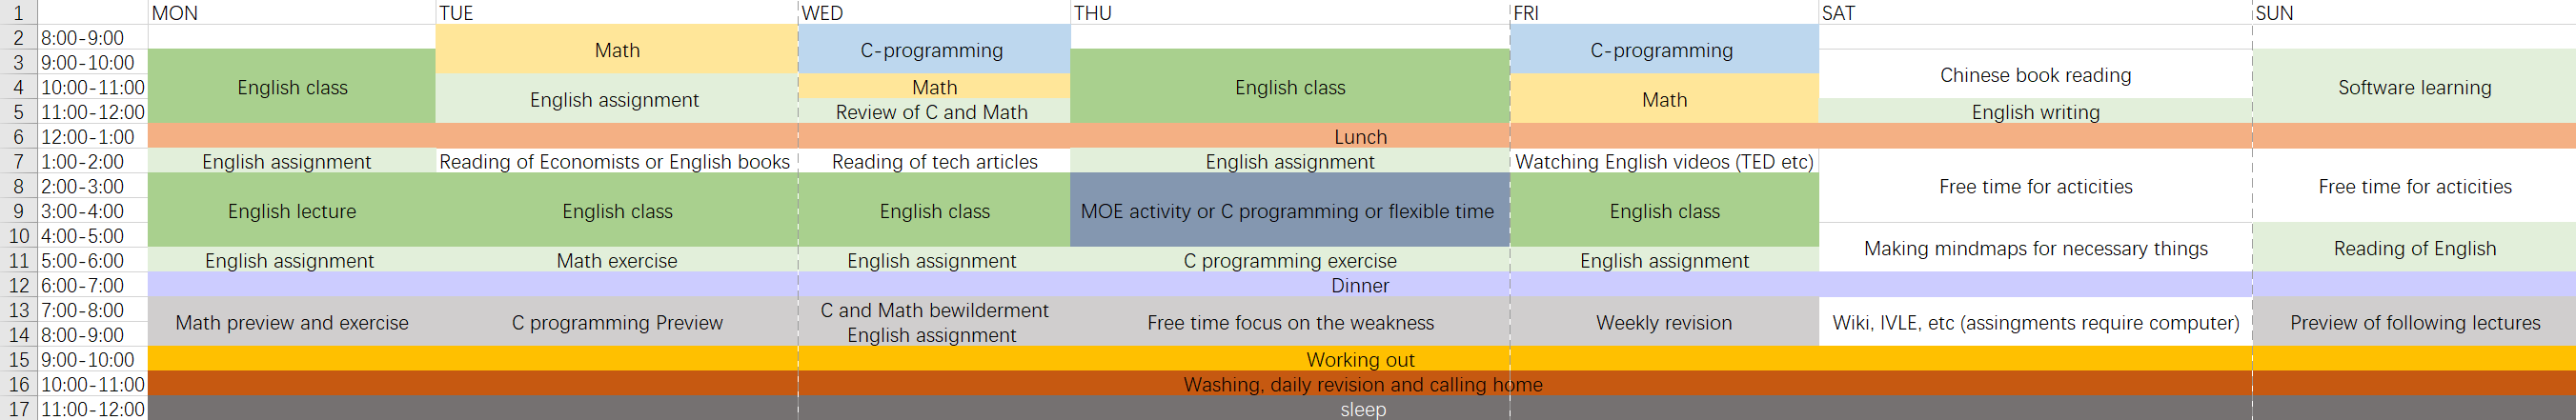 1 MON TUE WED THU FRI SAT SUN
2 8:00-9:00 Math C-programming C-programming
3 9:00-10:00 English class English class Chinese book reading Software learning
4 10:00-11:00 English assignment Math Math
5 11:00-12:00 Review of C and Math English writing
6 12:00-1:00 Lunch
7 1:00-2:00 English assignment Reading of Economists or English books Reading of tech articles English assignment Watching English videos (TED etc) Free time for acticities Free time for acticities
8 2:00-3:00
9 3:00-4:00 English lecture English class English class MOE activity or C programming or flexible time English class
10 4:00-5:00 Making mindmaps for necessary things Reading of English
11 5:00-6:00 English assignment Math exercise English assignment C programming exercise English assignment
12 6:00-7:00 Dinner
13 7:00-8:00 Math preview and exercise C programming Preview C and Math bewilderment Free time focus on the weakness Weekly revision Wiki, IVLE, etc (assingments require computer) Preview of following lectures
14 8:00-9:00 English assignment
15 9:00-10:00 Working out
16 10:00-11:00 Washing, daily revision and calling home
17 11:00-12:00 sleep